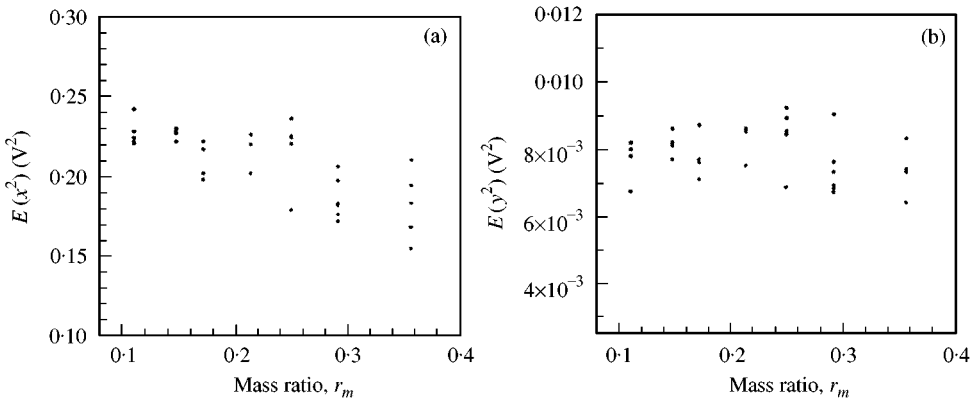 (a)
0·30
0·25
0·20
0·15
0·10
E (x²) (V²)
0·1 0·2 0·3 0·4
Mass ratio, rₘ
(b)
0·012
0·010
8×10⁻³
6×10⁻³
4×10⁻³
E (y²) (V²)
0·1 0·2 0·3 0·4
Mass ratio, rₘ